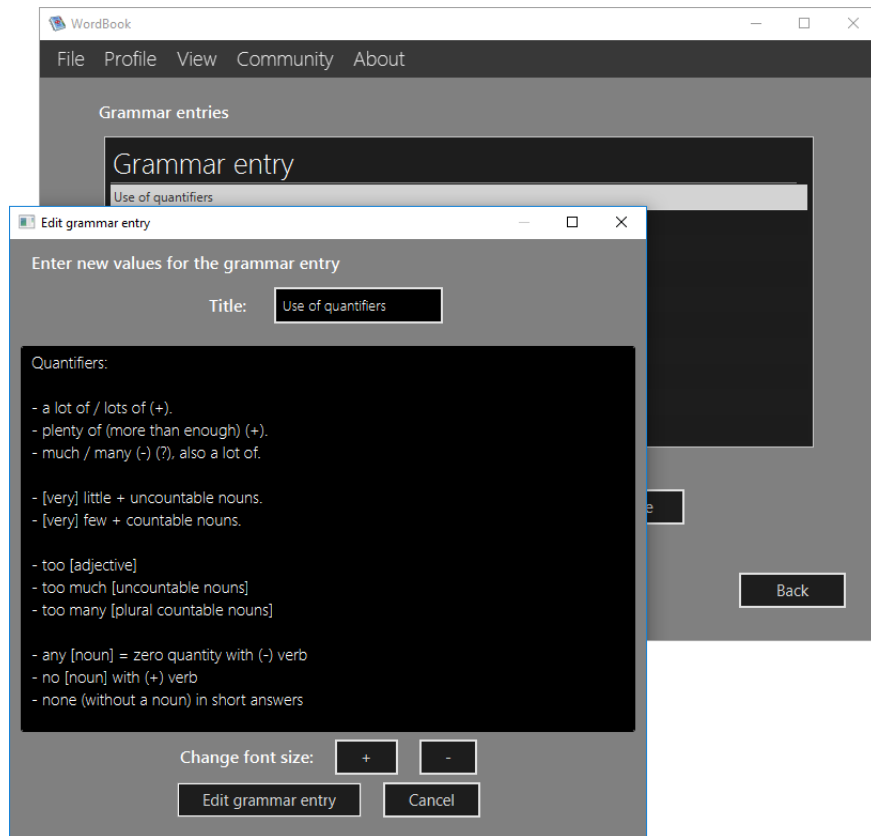 WordBook
File Profile View Community About
Grammar entries
Grammar entry
Use of quantifiers
Edit grammar entry
Enter new values for the grammar entry
Title: Use of quantifiers
Quantifiers:
- a lot of / lots of (+).
- plenty of (more than enough) (+).
- much / many (-) (?), also a lot of.
- [very] little + uncountable nouns.
- [very] few + countable nouns.
- too [adjective]
- too much [uncountable nouns]
- too many [plural countable nouns]
- any [noun] = zero quantity with (-) verb
- no [noun] with (+) verb
- none (without a noun) in short answers
Back
Change font size: + -
Edit grammar entry Cancel